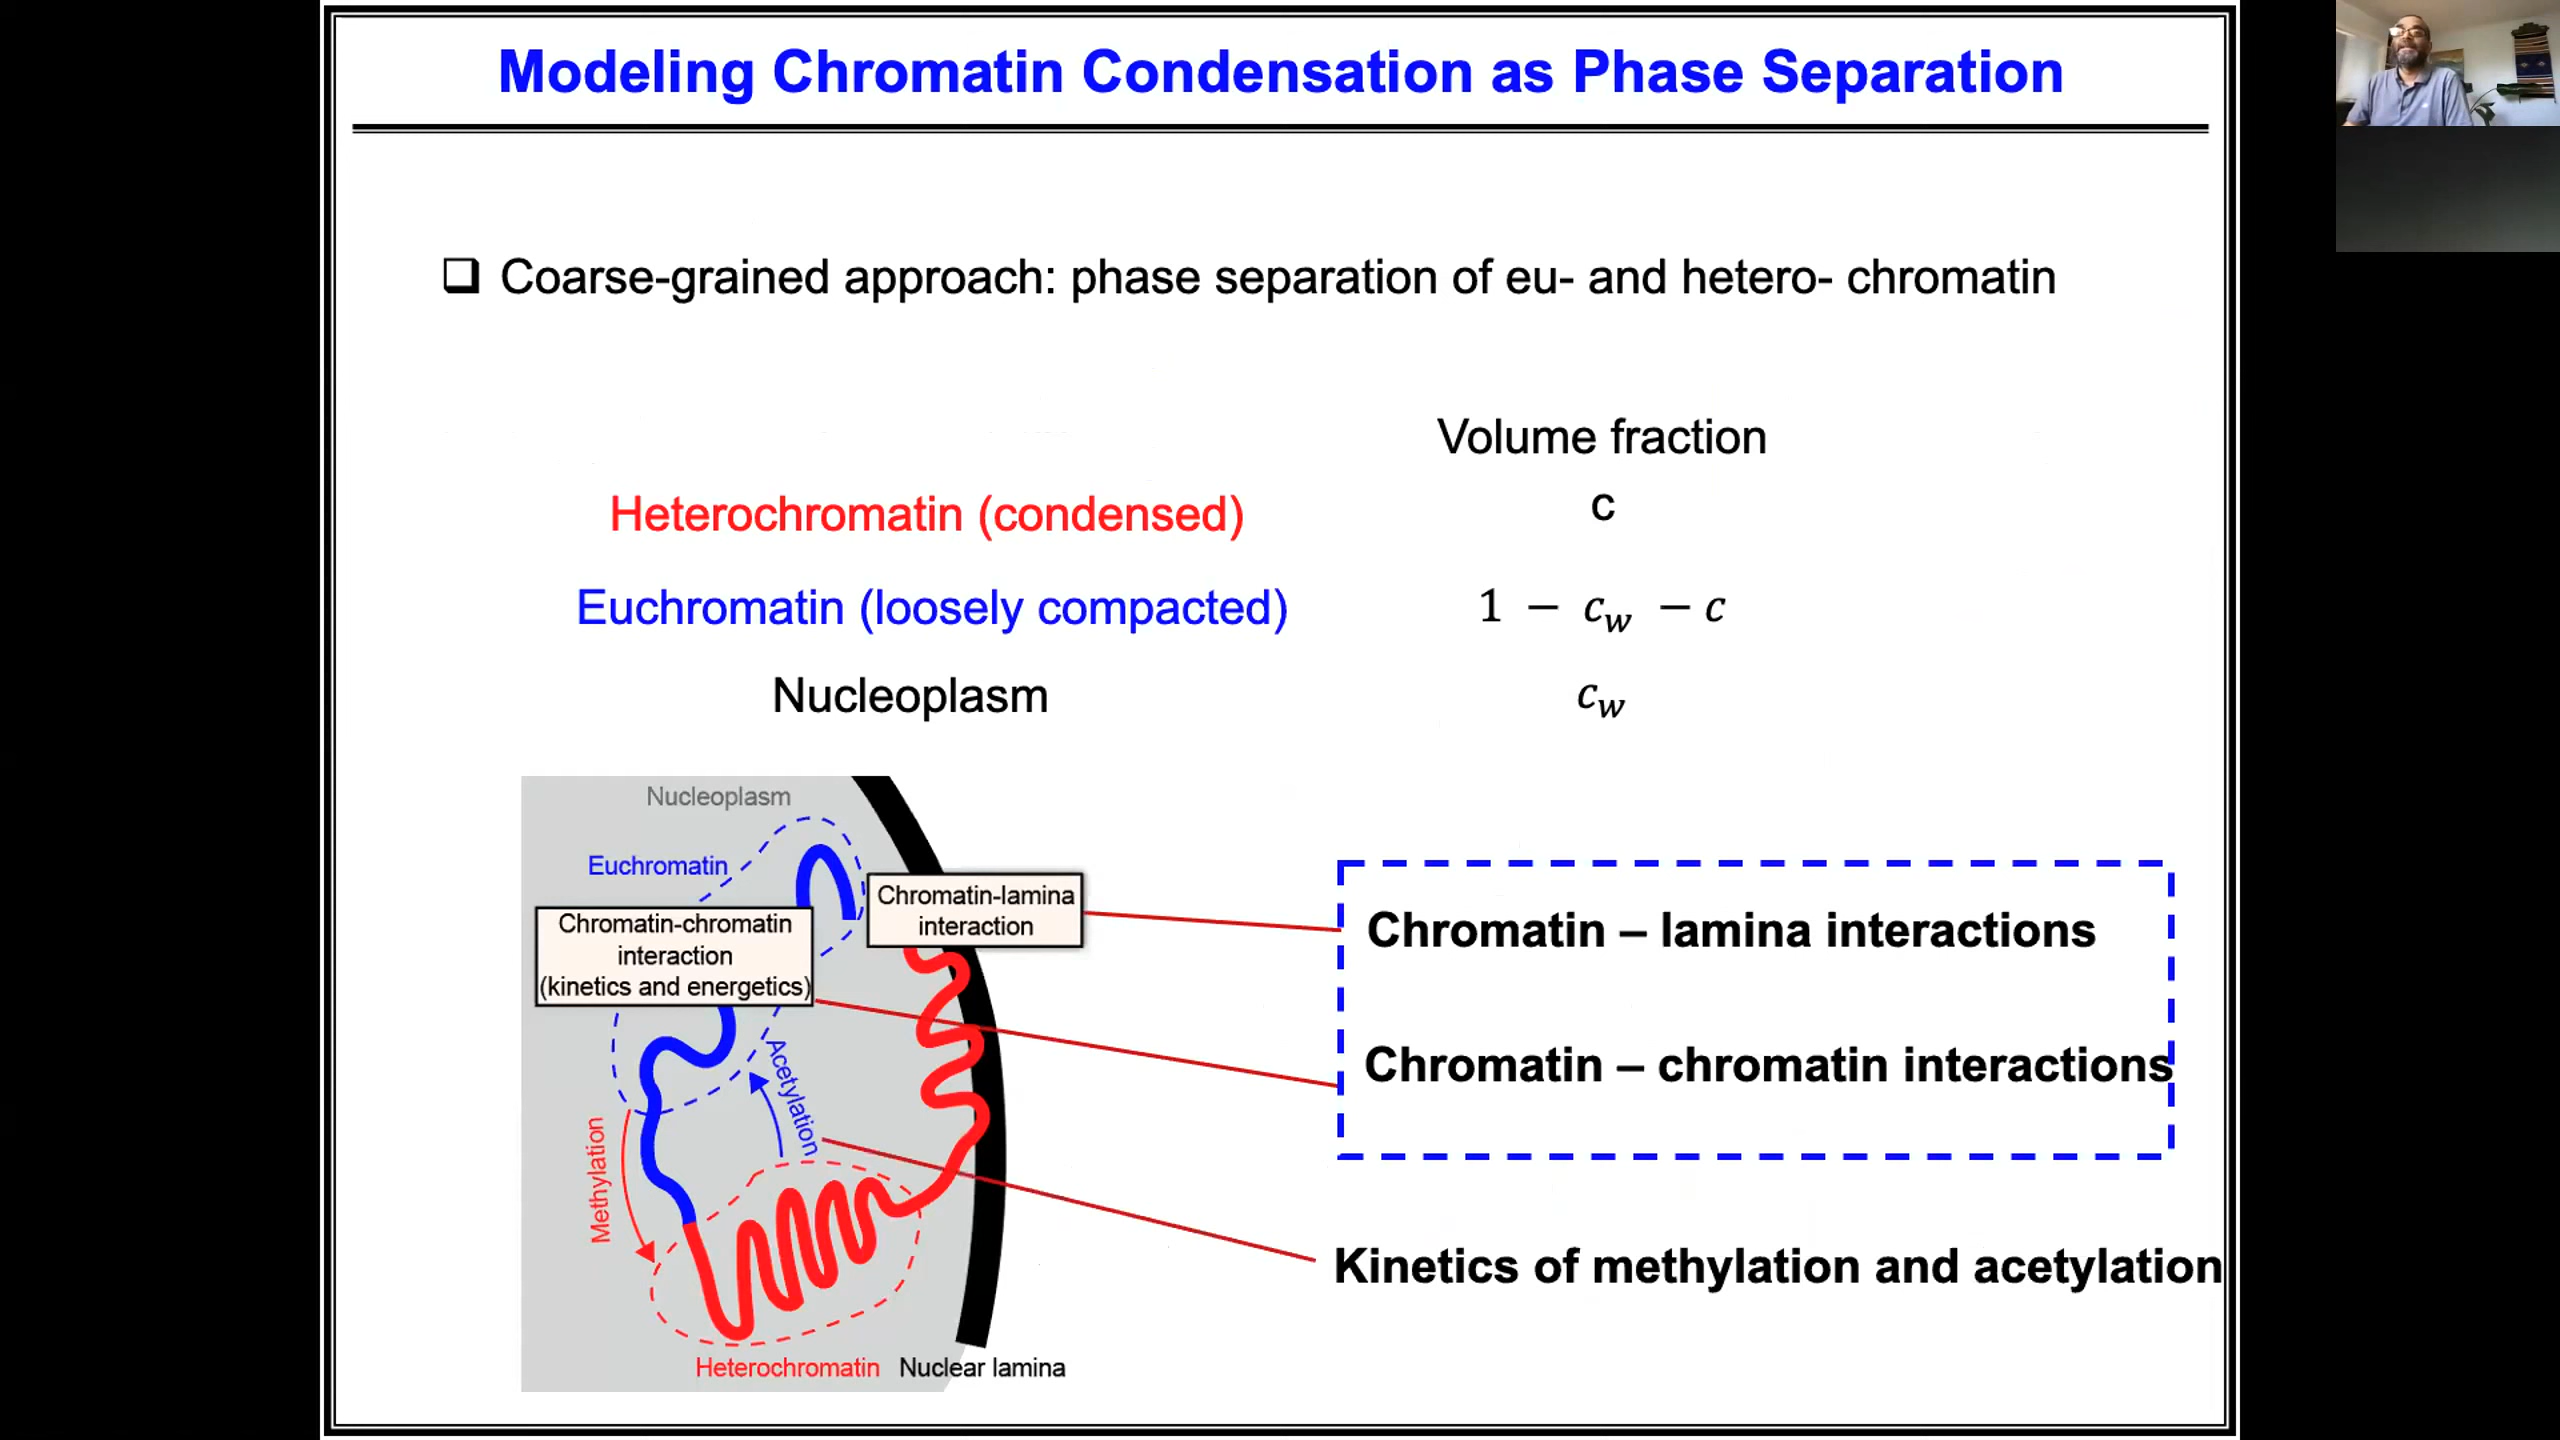 Modeling Chromatin Condensation as Phase Separation
❑ Coarse-grained approach: phase separation of eu- and hetero- chromatin
Volume fraction
Heterochromatin (condensed)
c
Euchromatin (loosely compacted)
1 − c_w − c
Nucleoplasm
c_w
Nucleoplasm
Euchromatin
Chromatin-lamina
interaction
Chromatin-chromatin
interaction
(kinetics and energetics)
Acetylation
Methylation
Heterochromatin
Nuclear lamina
Chromatin – lamina interactions
Chromatin – chromatin interactions
Kinetics of methylation and acetylation